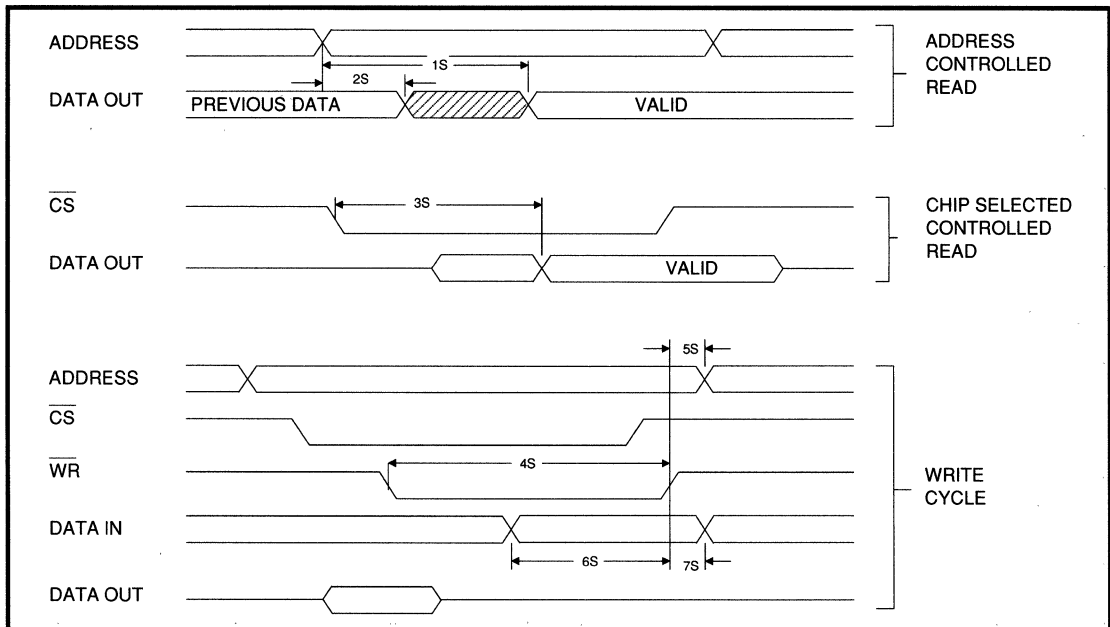 ADDRESS
1S
2S
DATA OUT
PREVIOUS DATA
VALID
ADDRESS
CONTROLLED
READ
CS
3S
DATA OUT
VALID
CHIP SELECTED
CONTROLLED
READ
5S
ADDRESS
CS
4S
WR
DATA IN
6S
7S
DATA OUT
WRITE
CYCLE